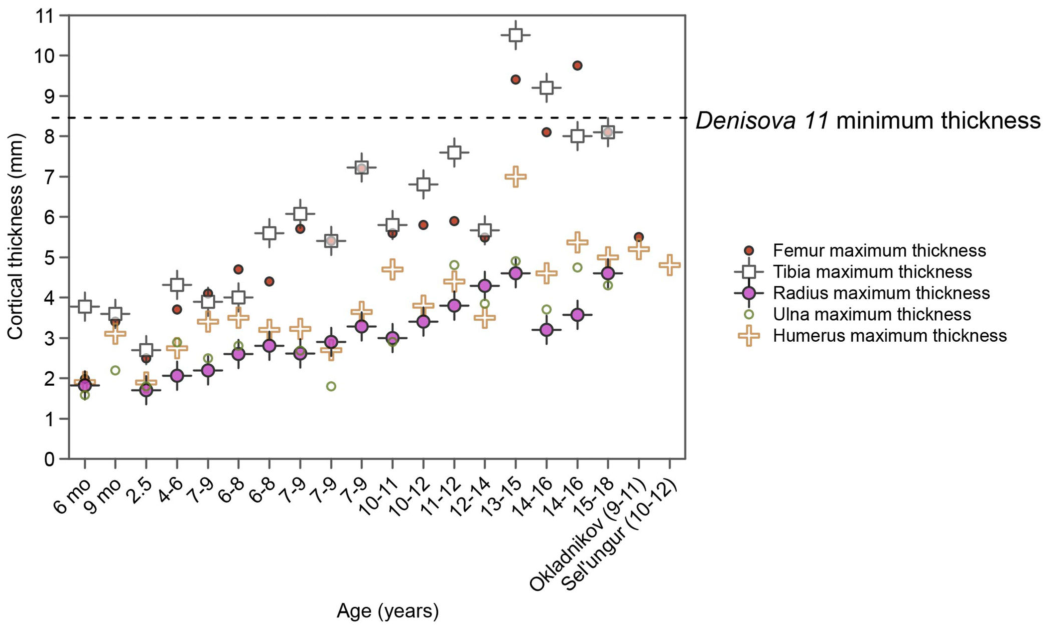 11
10
9
8
7
6
5
4
3
2
1
0
Cortical thickness (mm)
Denisova 11 minimum thickness
Femur maximum thickness
Tibia maximum thickness
Radius maximum thickness
Ulna maximum thickness
Humerus maximum thickness
6 mo
9 mo
2.5
4-6
7-9
6-8
6-8
7-9
7-9
7-9
10-11
10-12
11-12
12-14
13-15
14-16
14-16
15-18
Okladnikov (9-11)
Sel'ungur (10-12)
Age (years)